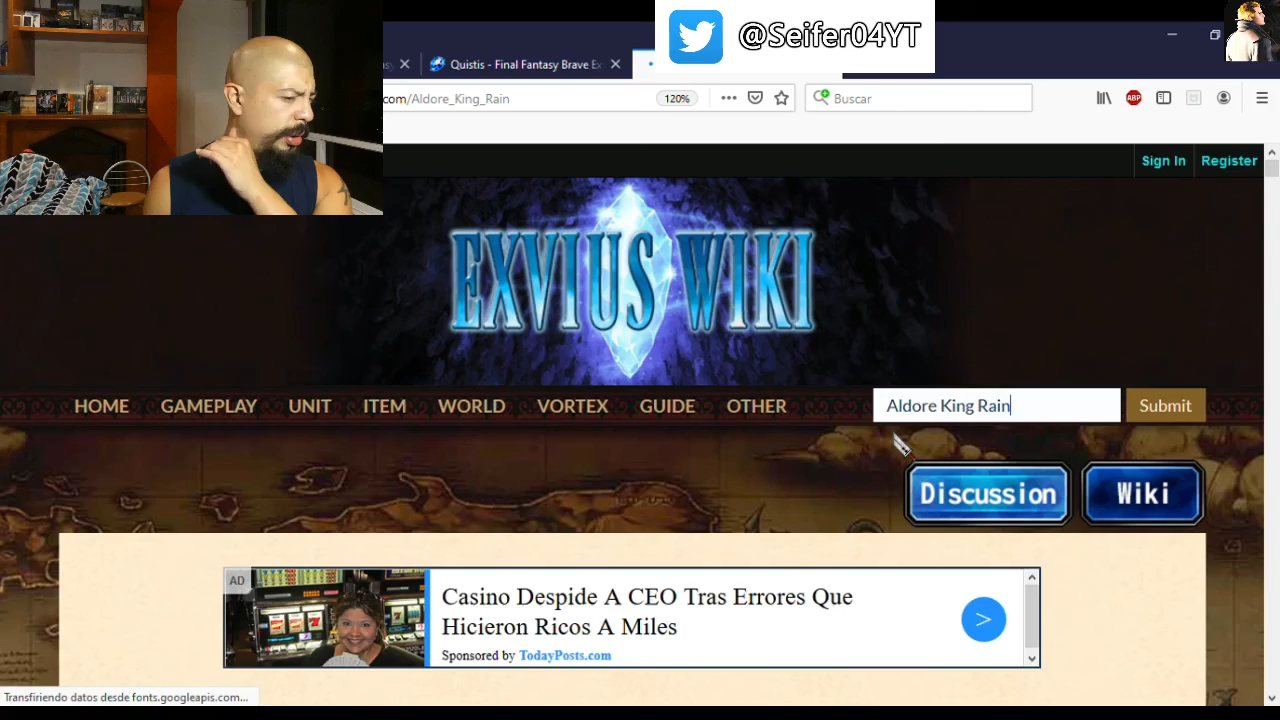 @Seifer04YT
Quistis - Final Fantasy Brave Ex
com/Aldore_King_Rain
120%
Buscar
ABP
Sign In
Register
EXVIUS WIKI
HOME
GAMEPLAY
UNIT
ITEM
WORLD
VORTEX
GUIDE
OTHER
Aldore King Rain
Submit
Discussion
Wiki
AD
Casino Despide A CEO Tras Errores Que
Hicieron Ricos A Miles
Sponsored by TodayPosts.com
Transfiriendo datos desde fonts.googleapis.com...